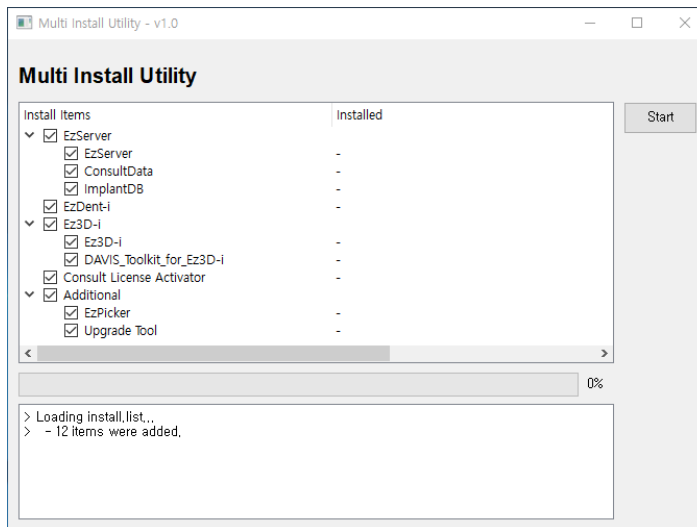 Multi Install Utility - v1.0
Multi Install Utility
Install Items Installed
EzServer
EzServer -
ConsultData -
ImplantDB -
EzDent-i -
Ez3D-i
Ez3D-i -
DAVIS_Toolkit_for_Ez3D-i -
Consult License Activator -
Additional
EzPicker -
Upgrade Tool -
Start
0%
> Loading install,list,,,
> - 12 items were added,